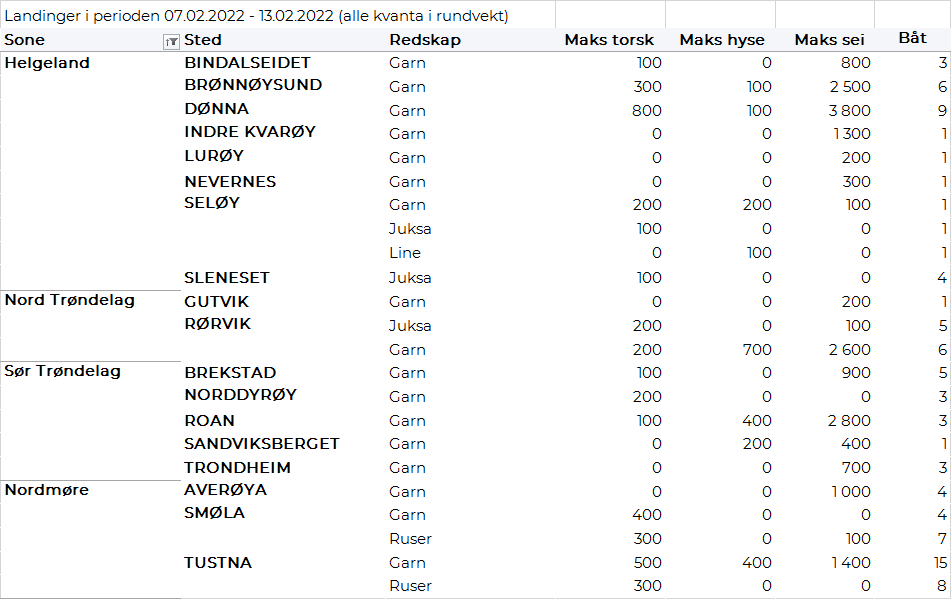 Landinger i perioden 07.02.2022 - 13.02.2022 (alle kvanta i rundvekt)
Sone Sted Redskap Maks torsk Maks hyse Maks sei Båt
Helgeland BINDALSEIDET Garn 100 0 800 3
BRØNNØYSUND Garn 300 100 2 500 6
DØNNA Garn 800 100 3 800 9
INDRE KVARØY Garn 0 0 1 300 1
LURØY Garn 0 0 200 1
NEVERNES Garn 0 0 300 1
SELØY Garn 200 200 100 1
Juksa 100 0 0 1
Line 0 100 0 1
SLENESET Juksa 100 0 0 4
Nord Trøndelag GUTVIK Garn 0 0 200 1
RØRVIK Juksa 200 0 100 5
Garn 200 700 2 600 6
Sør Trøndelag BREKSTAD Garn 100 0 900 5
NORDDYRØY Garn 200 0 0 3
ROAN Garn 100 400 2 800 3
SANDVIKSBERGET Garn 0 200 400 1
TRONDHEIM Garn 0 0 700 3
Nordmøre AVERØYA Garn 0 0 1 000 4
SMØLA Garn 400 0 0 4
Ruser 300 0 100 7
TUSTNA Garn 500 400 1 400 15
Ruser 300 0 0 8